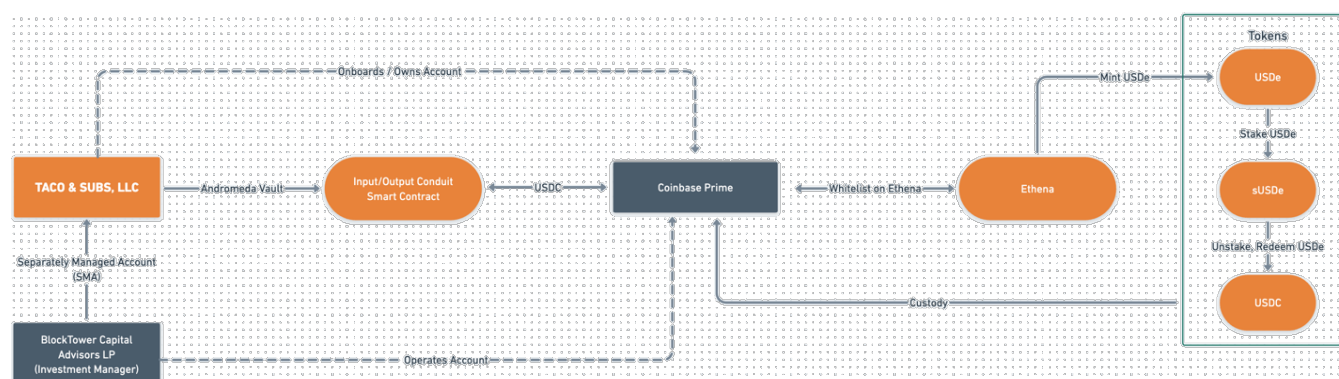 Tokens
Onboards / Owns Account
Mint USDe
USDe
Stake USDe
TACO & SUBS, LLC
Andromeda Vault
Input/Output Conduit
Smart Contract
USDC
Coinbase Prime
Whitelist on Ethena
Ethena
sUSDe
Unstake, Redeem USDe
Separately Managed Account
(SMA)
Custody
USDC
BlockTower Capital
Advisors LP
(Investment Manager)
Operates Account